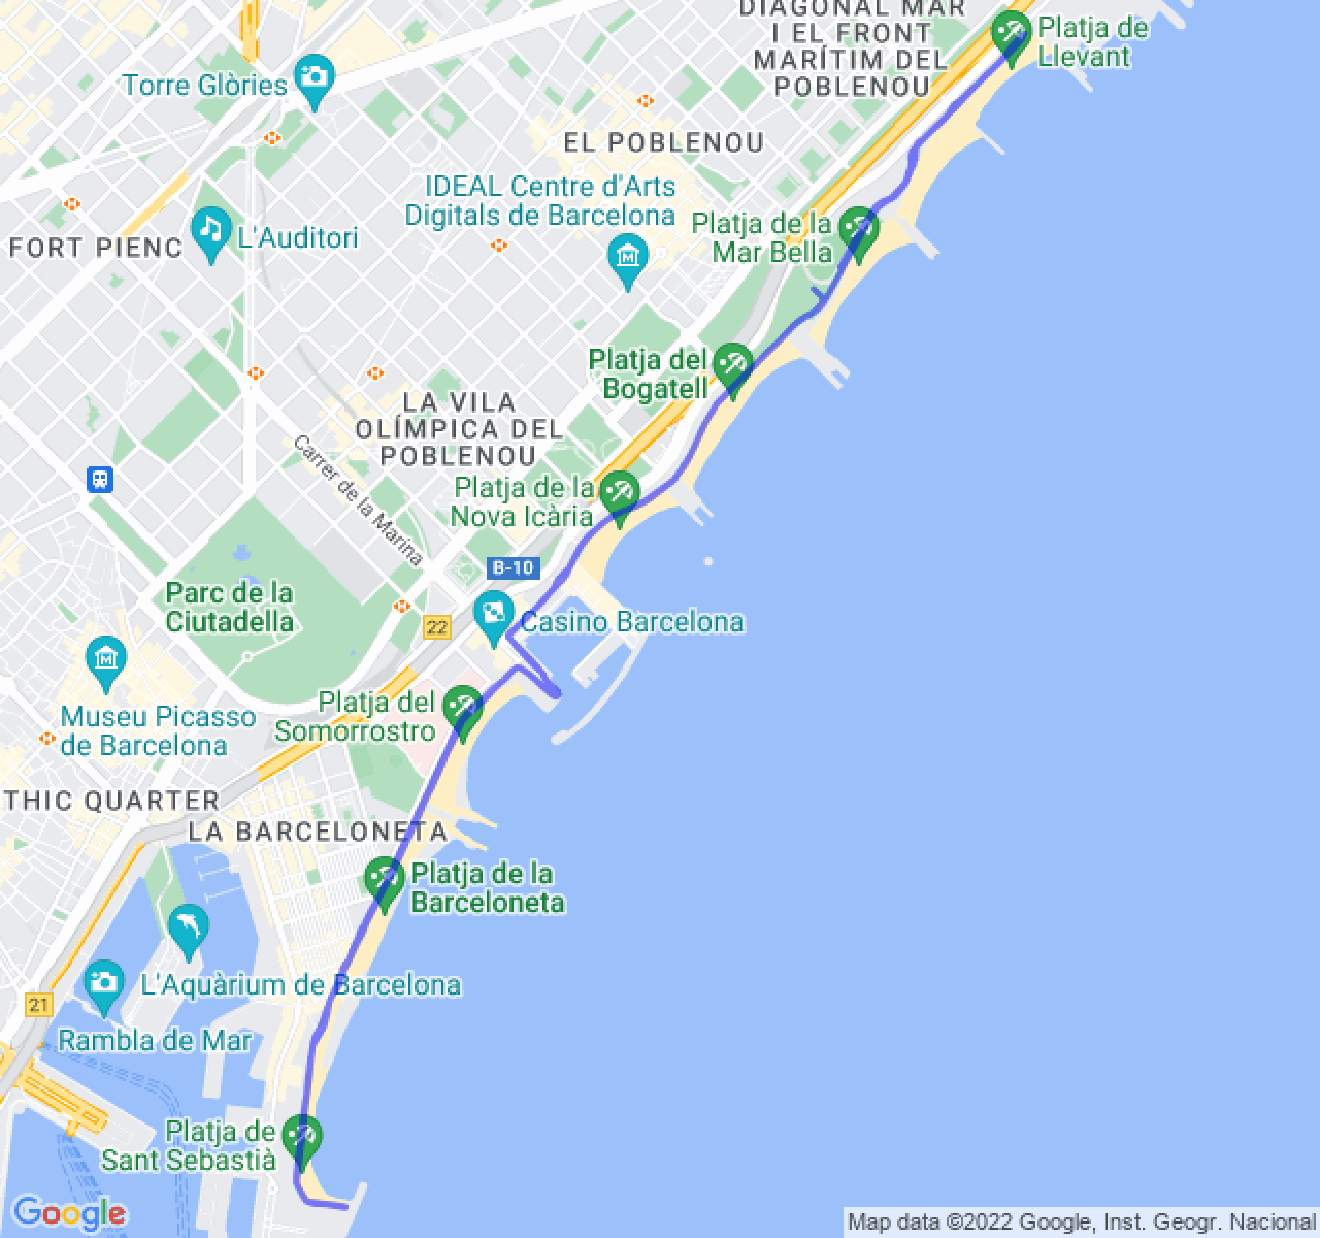 DIAGONAL MAR
I EL FRONT
MARÍTIM DEL
POBLENOU
Platja de
Llevant
Torre Glòries
EL POBLENOU
IDEAL Centre d'Arts
Digitals de Barcelona
Platja de la
Mar Bella
FORT PIENC
L'Auditori
Platja del
Bogatell
LA VILA
OLÍMPICA DEL
POBLENOU
Carrer de la Marina
Platja de la
Nova Icària
B-10
Parc de la
Ciutadella
22
Casino Barcelona
Platja del
Somorrostro
Museu Picasso
de Barcelona
THIC QUARTER
LA BARCELONETA
Platja de la
Barceloneta
L'Aquàrium de Barcelona
21
Rambla de Mar
Platja de
Sant Sebastià
Google
Map data ©2022 Google, Inst. Geogr. Nacional